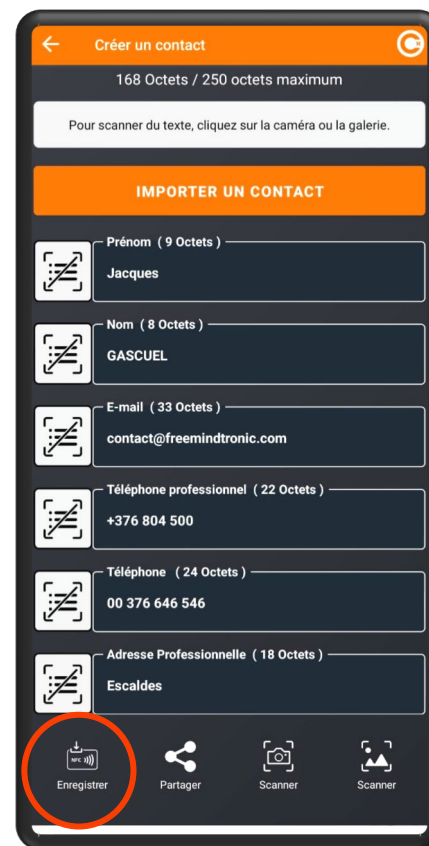 Créer un contact
168 Octets / 250 octets maximum
Pour scanner du texte, cliquez sur la caméra ou la galerie.
IMPORTER UN CONTACT
Prénom ( 9 Octets )
Jacques
Nom ( 8 Octets )
GASCUEL
E-mail ( 33 Octets )
contact@freemindtronic.com
Téléphone professionnel ( 22 Octets )
+376 804 500
Téléphone ( 24 Octets )
00 376 646 546
Adresse Professionnelle ( 18 Octets )
Escaldes
NFC
Enregistrer Partager Scanner Scanner